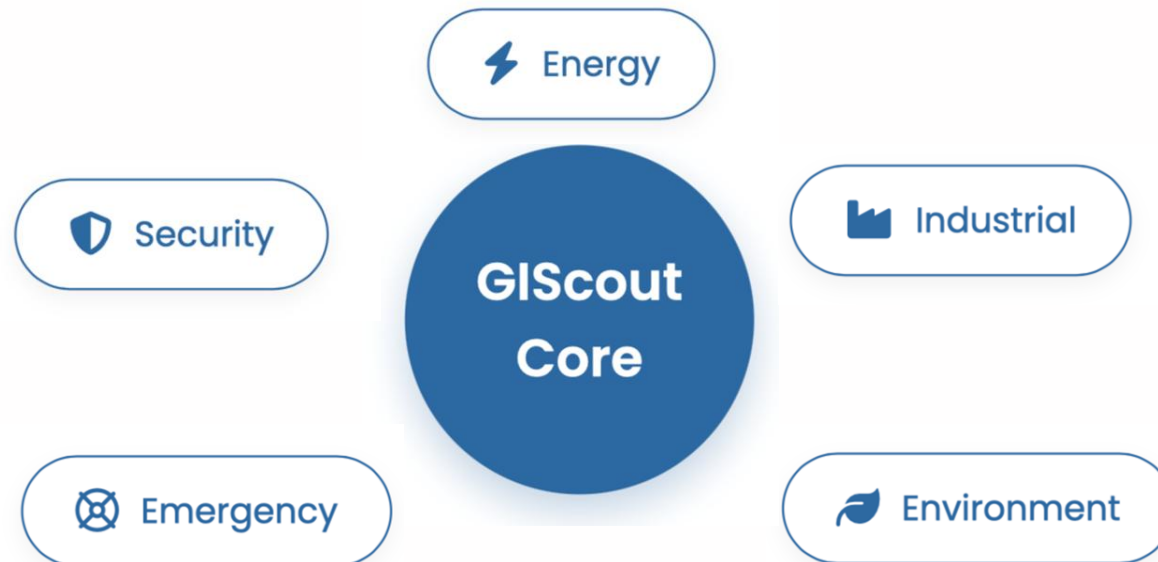 Energy
Security
Industrial
GIScout
Core
Emergency
Environment